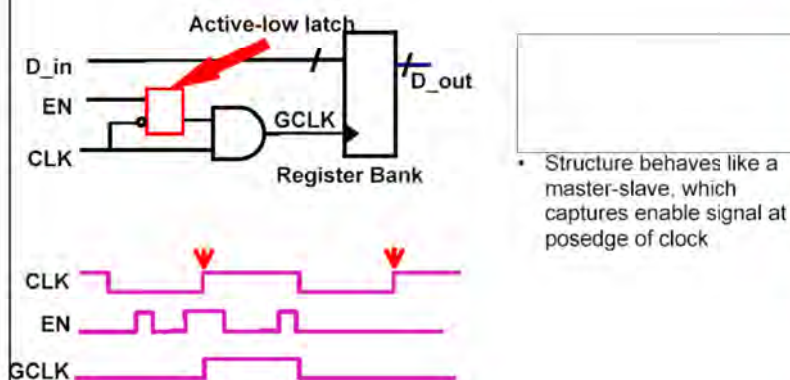 Active-low latch
D_in
D_out
EN
GCLK
CLK
Register Bank
• Structure behaves like a
master-slave, which
captures enable signal at
posedge of clock
CLK
EN
GCLK